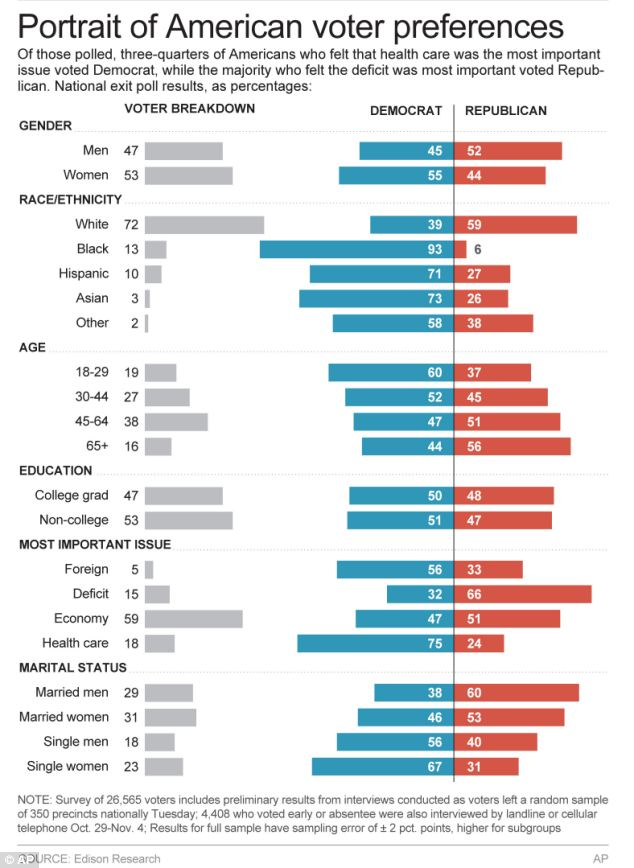 Portrait of American voter preferences
Of those polled, three-quarters of Americans who felt that health care was the most important
issue voted Democrat, while the majority who felt the deficit was most important voted Repub-
lican. National exit poll results, as percentages:
VOTER BREAKDOWN DEMOCRAT REPUBLICAN
GENDER
Men 47 45 52
Women 53 55 44
RACE/ETHNICITY
White 72 39 59
Black 13 93 6
Hispanic 10 71 27
Asian 3 73 26
Other 2 58 38
AGE
18-29 19 60 37
30-44 27 52 45
45-64 38 47 51
65+ 16 44 56
EDUCATION
College grad 47 50 48
Non-college 53 51 47
MOST IMPORTANT ISSUE
Foreign 5 56 33
Deficit 15 32 66
Economy 59 47 51
Health care 18 75 24
MARITAL STATUS
Married men 29 38 60
Married women 31 46 53
Single men 18 56 40
Single women 23 67 31
NOTE: Survey of 26,565 voters includes preliminary results from interviews conducted as voters left a random sample
of 350 precincts nationally Tuesday; 4,408 who voted early or absentee were also interviewed by landline or cellular
telephone Oct. 29-Nov. 4; Results for full sample have sampling error of ± 2 pct. points, higher for subgroups
SOURCE: Edison Research AP
© AP